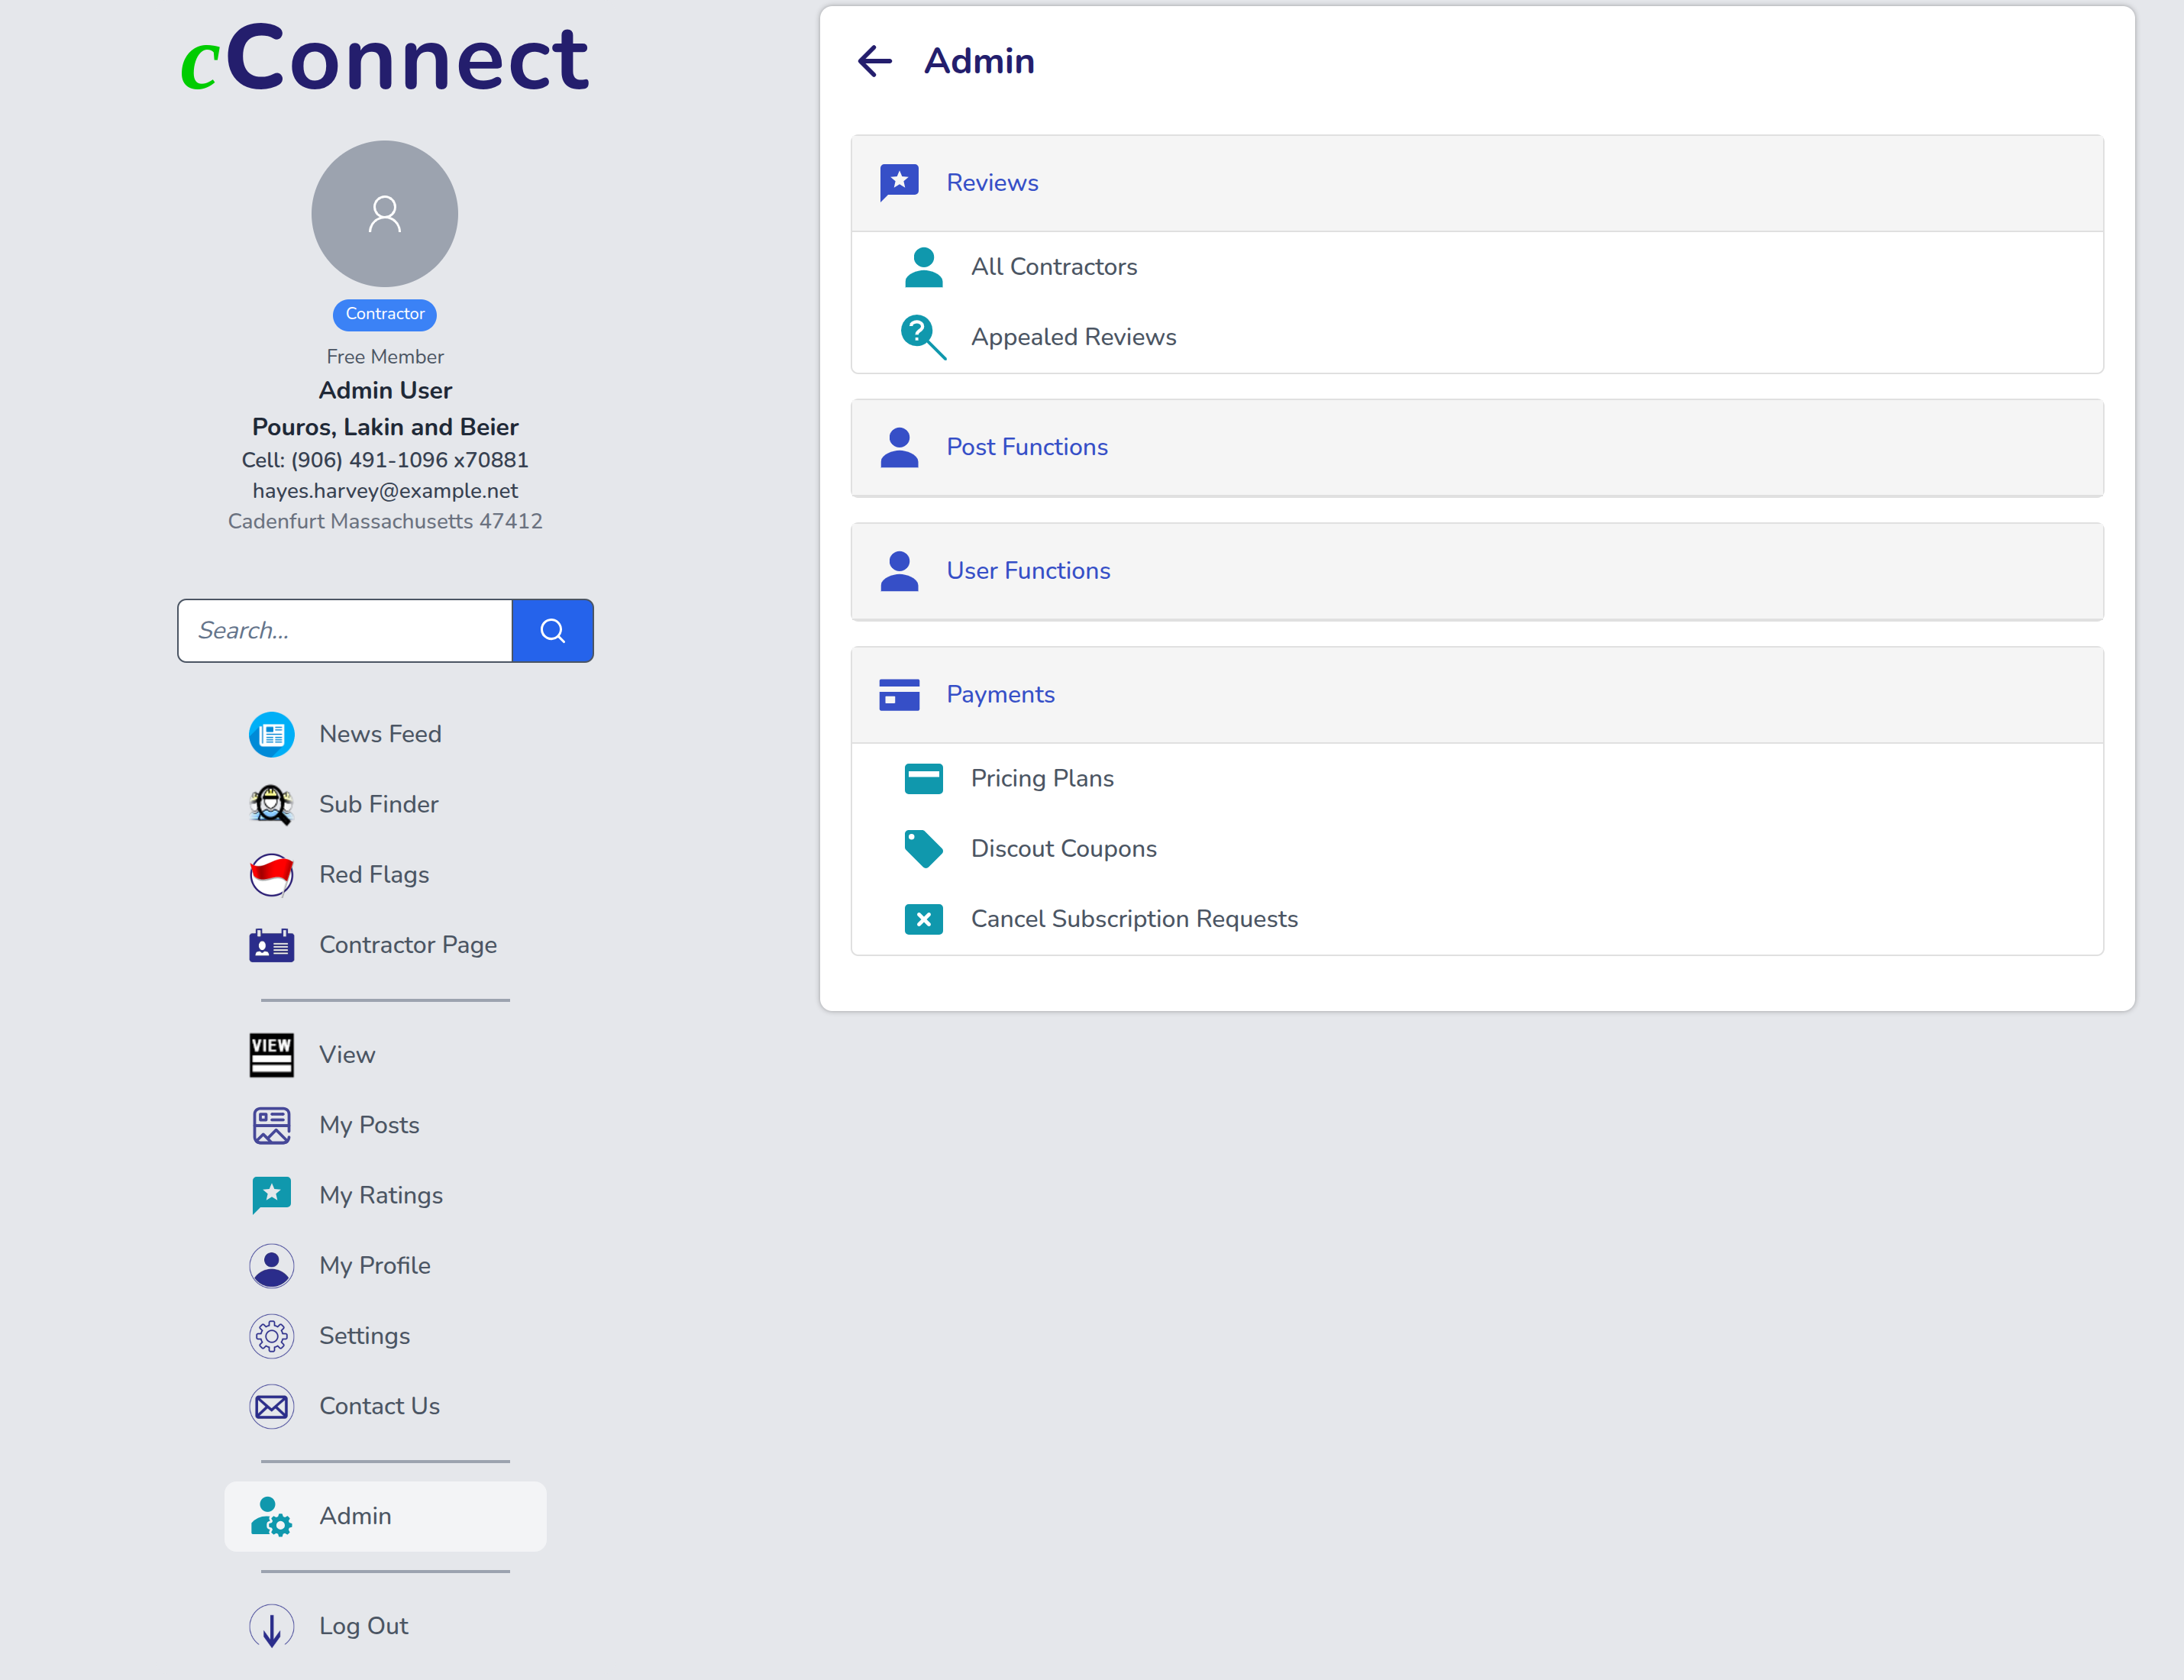 cConnect
Contractor
Free Member
Admin User
Pouros, Lakin and Beier
Cell: (906) 491-1096 x70881
hayes.harvey@example.net
Cadenfurt Massachusetts 47412
Search...
News Feed
Sub Finder
Red Flags
Contractor Page
VIEW
View
My Posts
My Ratings
My Profile
Settings
Contact Us
Admin
Log Out
Admin
Reviews
All Contractors
Appealed Reviews
Post Functions
User Functions
Payments
Pricing Plans
Discout Coupons
Cancel Subscription Requests